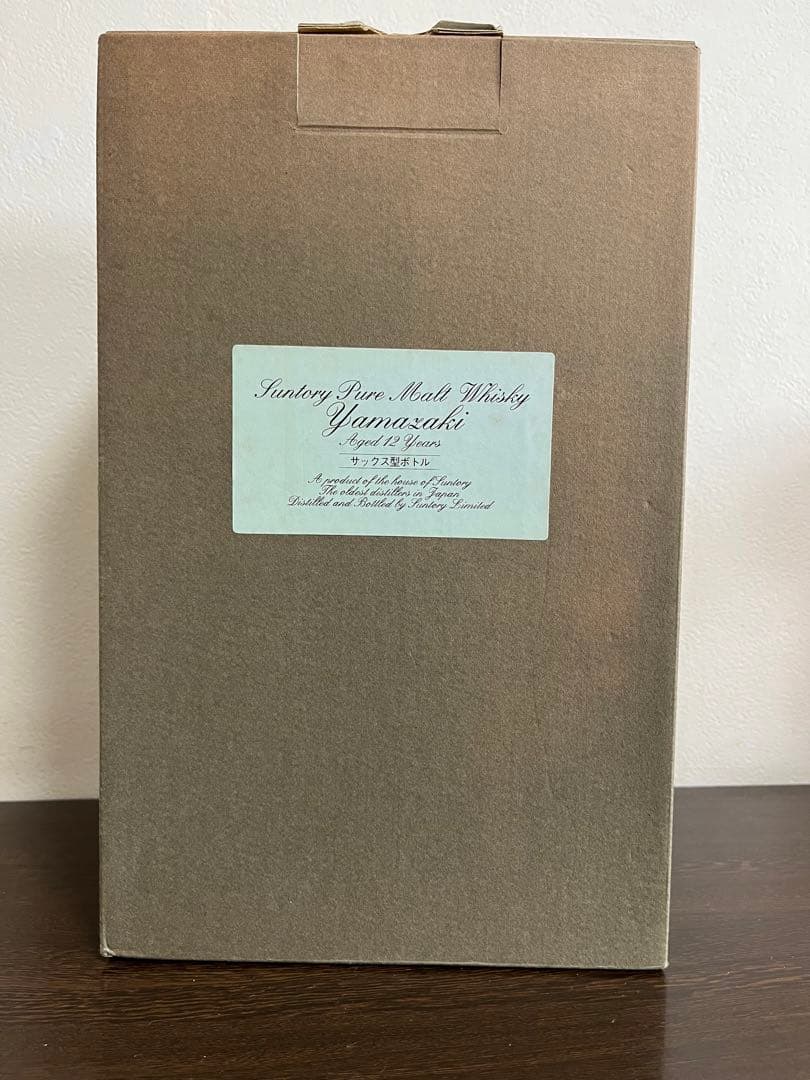 Suntory Pure Malt Whisky
Yamazaki
Aged 12 Years
サックス型ボトル
A product of the house of Suntory
The oldest distillers in Japan
Distilled and Bottled by Suntory Limited